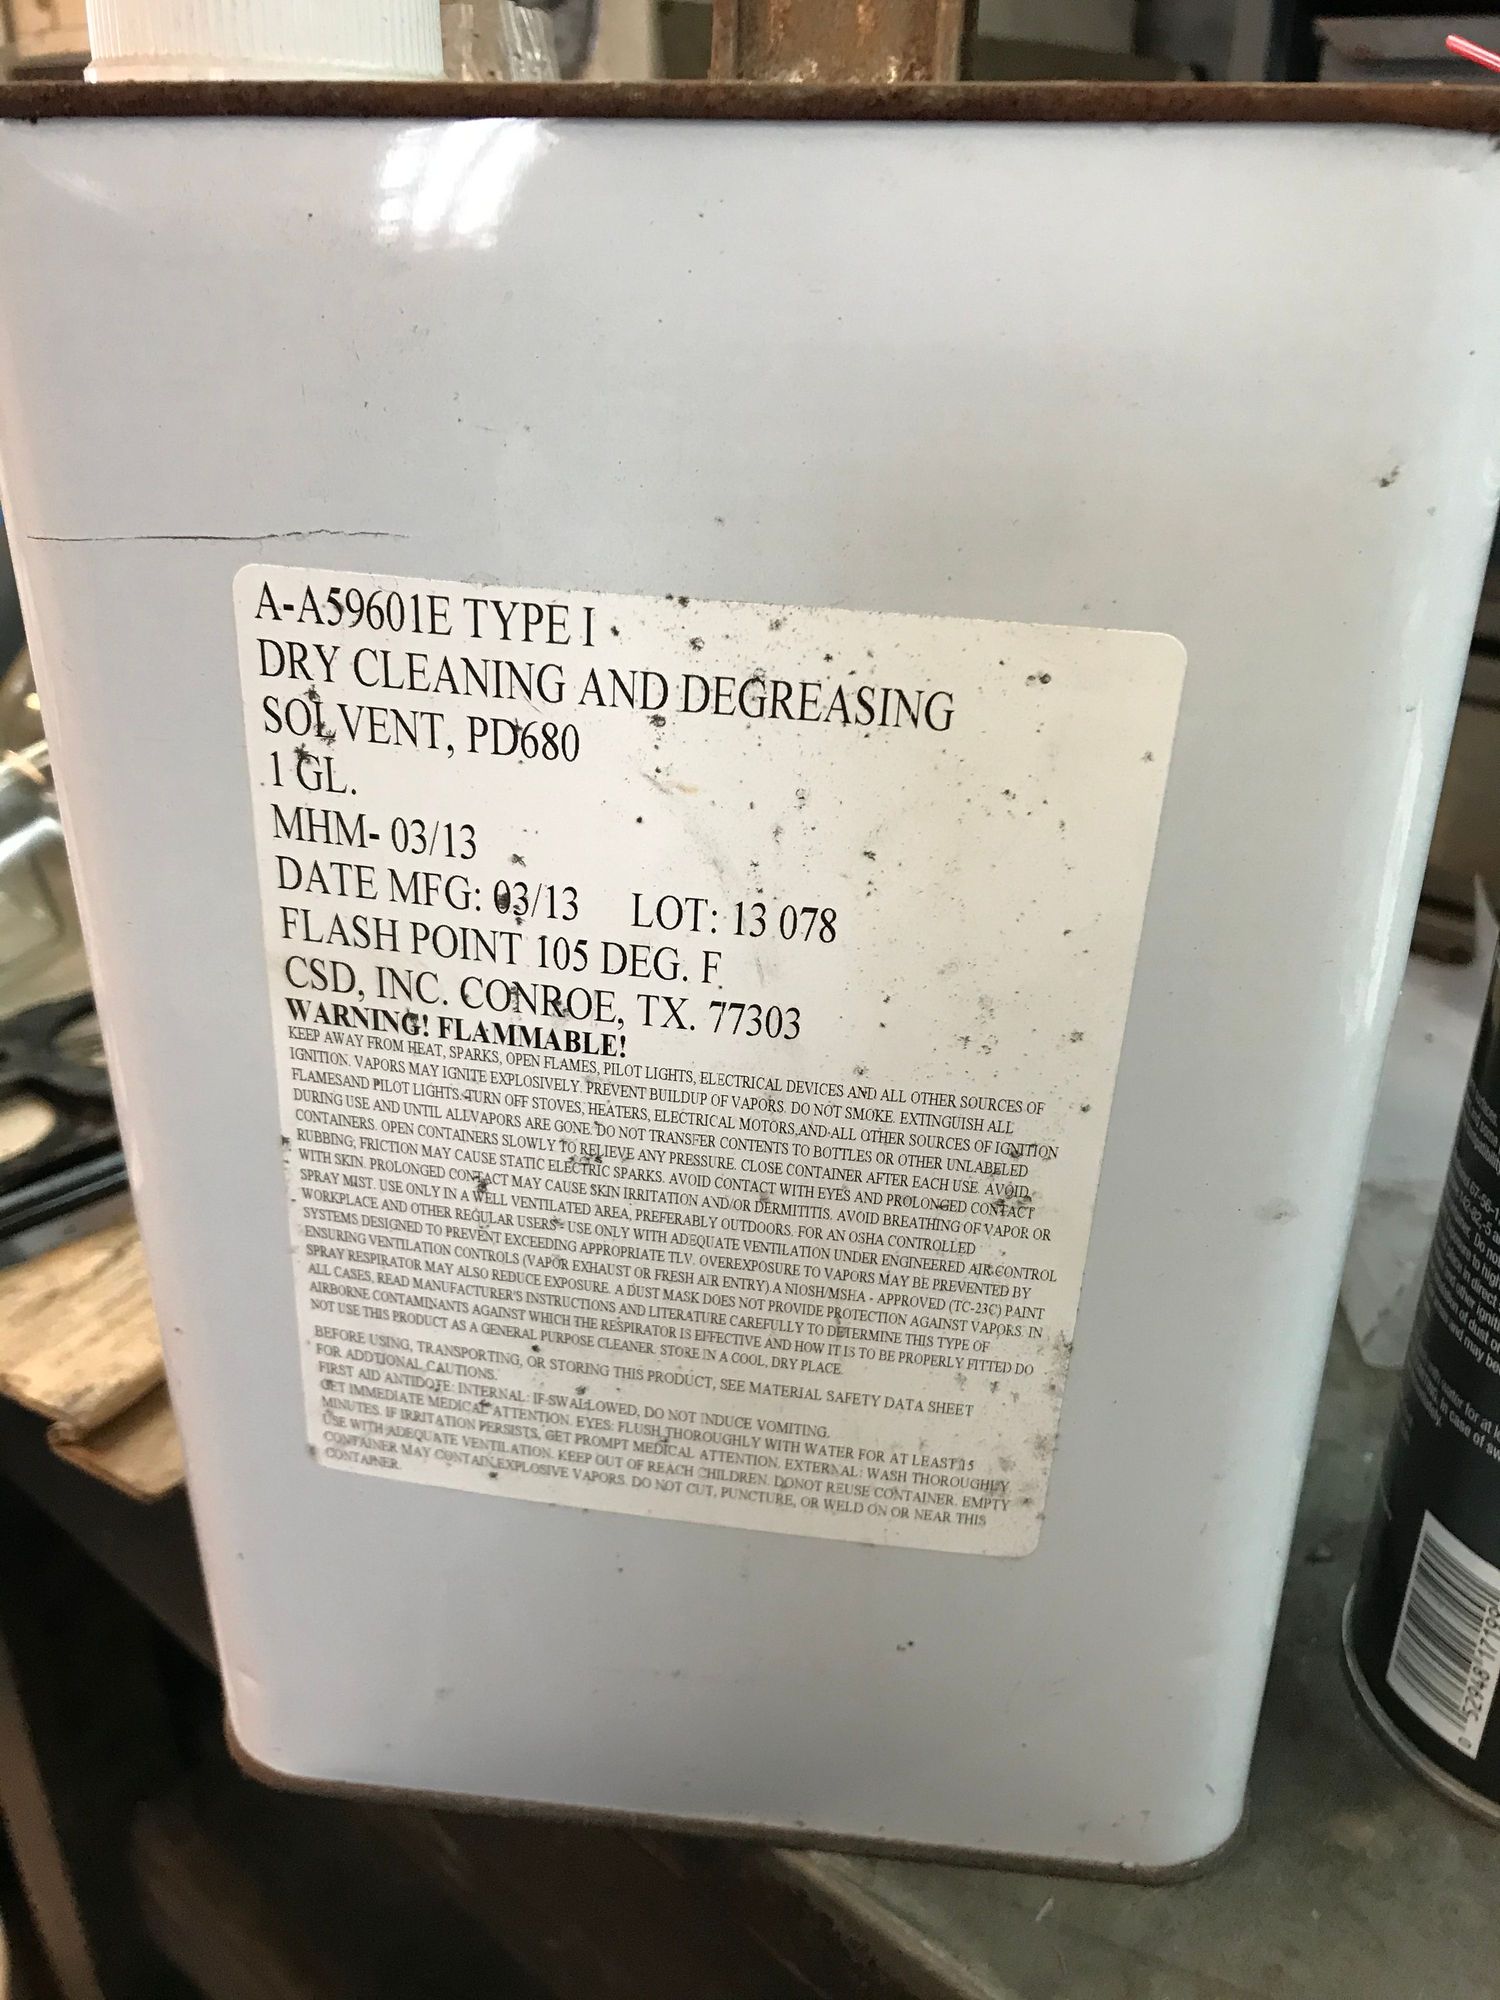 A-A59601E TYPE I
DRY CLEANING AND DEGREASING
SOLVENT, PD680
1 GL.
MHM- 03/13
DATE MFG: 03/13 LOT: 13 078
FLASH POINT 105 DEG. F
CSD, INC. CONROE, TX. 77303
WARNING! FLAMMABLE!
KEEP AWAY FROM HEAT, SPARKS, OPEN FLAMES, PILOT LIGHTS, ELECTRICAL DEVICES AND ALL OTHER SOURCES OF
IGNITION. VAPORS MAY IGNITE EXPLOSIVELY. PREVENT BUILDUP OF VAPORS. DO NOT SMOKE. EXTINGUISH ALL
FLAMESAND PILOT LIGHTS. TURN OFF STOVES, HEATERS, ELECTRICAL MOTORS,AND ALL OTHER SOURCES OF IGNITION
DURING USE AND UNTIL ALLVAPORS ARE GONE. DO NOT TRANSFER CONTENTS TO BOTTLES OR OTHER UNLABELED
CONTAINERS. OPEN CONTAINERS SLOWLY TO RELIEVE ANY PRESSURE. CLOSE CONTAINER AFTER EACH USE. AVOID
RUBBING; FRICTION MAY CAUSE STATIC ELECTRIC SPARKS. AVOID CONTACT WITH EYES AND PROLONGED CONTACT
WITH SKIN. PROLONGED CONTACT MAY CAUSE SKIN IRRITATION AND/OR DERMITITIS. AVOID BREATHING OF VAPOR OR
SPRAY MIST. USE ONLY IN A WELL VENTILATED AREA, PREFERABLY OUTDOORS. FOR AN OSHA CONTROLLED
WORKPLACE AND OTHER REGULAR USERS - USE ONLY WITH ADEQUATE VENTILATION UNDER ENGINEERED AIR CONTROL
SYSTEMS DESIGNED TO PREVENT EXCEEDING APPROPRIATE TLV. OVEREXPOSURE TO VAPORS MAY BE PREVENTED BY
ENSURING VENTILATION CONTROLS (VAPOR EXHAUST OR FRESH AIR ENTRY).A NIOSH/MSHA - APPROVED (TC-23C) PAINT
SPRAY RESPIRATOR MAY ALSO REDUCE EXPOSURE. A DUST MASK DOES NOT PROVIDE PROTECTION AGAINST VAPORS. IN
ALL CASES, READ MANUFACTURER'S INSTRUCTIONS AND LITERATURE CAREFULLY TO DETERMINE THIS TYPE OF
AIRBORNE CONTAMINANTS AGAINST WHICH THE RESPIRATOR IS EFFECTIVE AND HOW IT IS TO BE PROPERLY FITTED DO
NOT USE THIS PRODUCT AS A GENERAL PURPOSE CLEANER. STORE IN A COOL, DRY PLACE.
BEFORE USING, TRANSPORTING, OR STORING THIS PRODUCT, SEE MATERIAL SAFETY DATA SHEET
FOR ADDTIONAL CAUTIONS.
FIRST AID ANTIDOTE: INTERNAL: IF SWALLOWED, DO NOT INDUCE VOMITING.
GET IMMEDIATE MEDICAL ATTENTION. EYES: FLUSH THOROUGHLY WITH WATER FOR AT LEAST 15
MINUTES. IF IRRITATION PERSISTS, GET PROMPT MEDICAL ATTENTION. EXTERNAL: WASH THOROUGHLY
USE WITH ADEQUATE VENTILATION. KEEP OUT OF REACH CHILDREN. DONOT REUSE CONTAINER. EMPTY
CONTAINER MAY CONTAIN EXPLOSIVE VAPORS. DO NOT CUT, PUNCTURE, OR WELD ON OR NEAR THIS
CONTAINER.
0 52948 17199